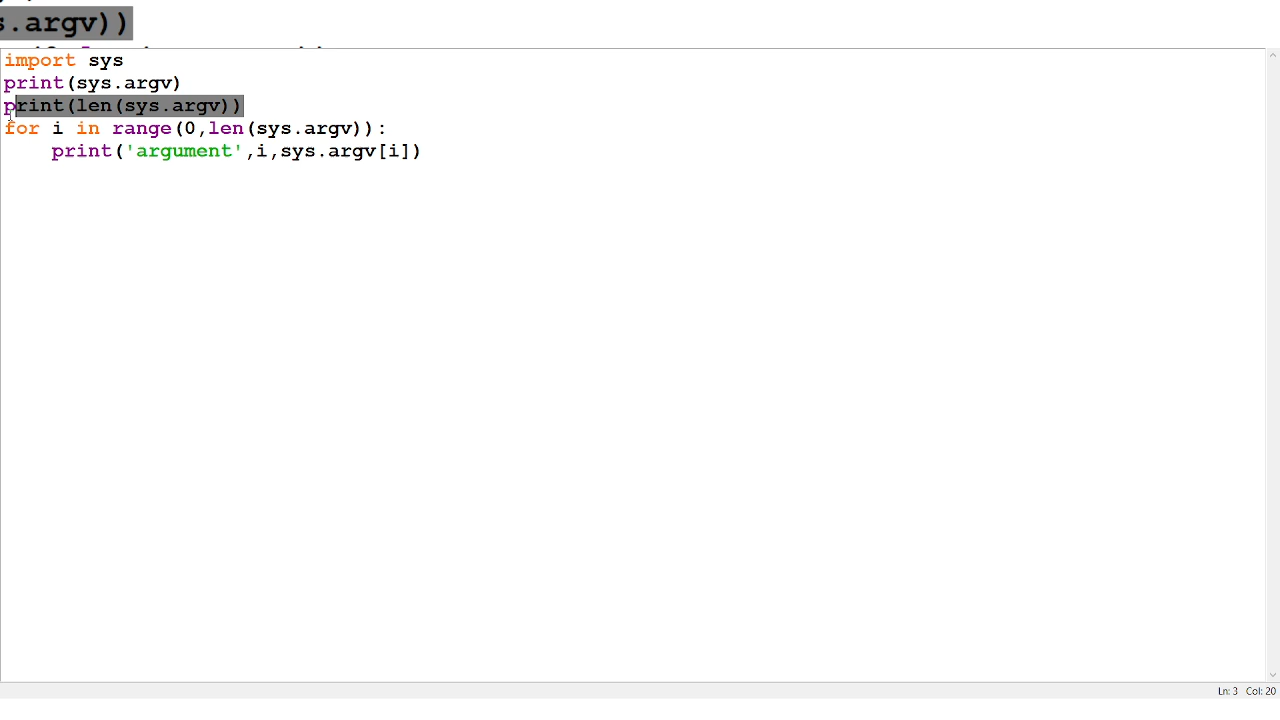 s.argv))
import sys
print(sys.argv)
print(len(sys.argv))
for i in range(0,len(sys.argv)):
    print('argument',i,sys.argv[i])
Ln: 3 Col: 20